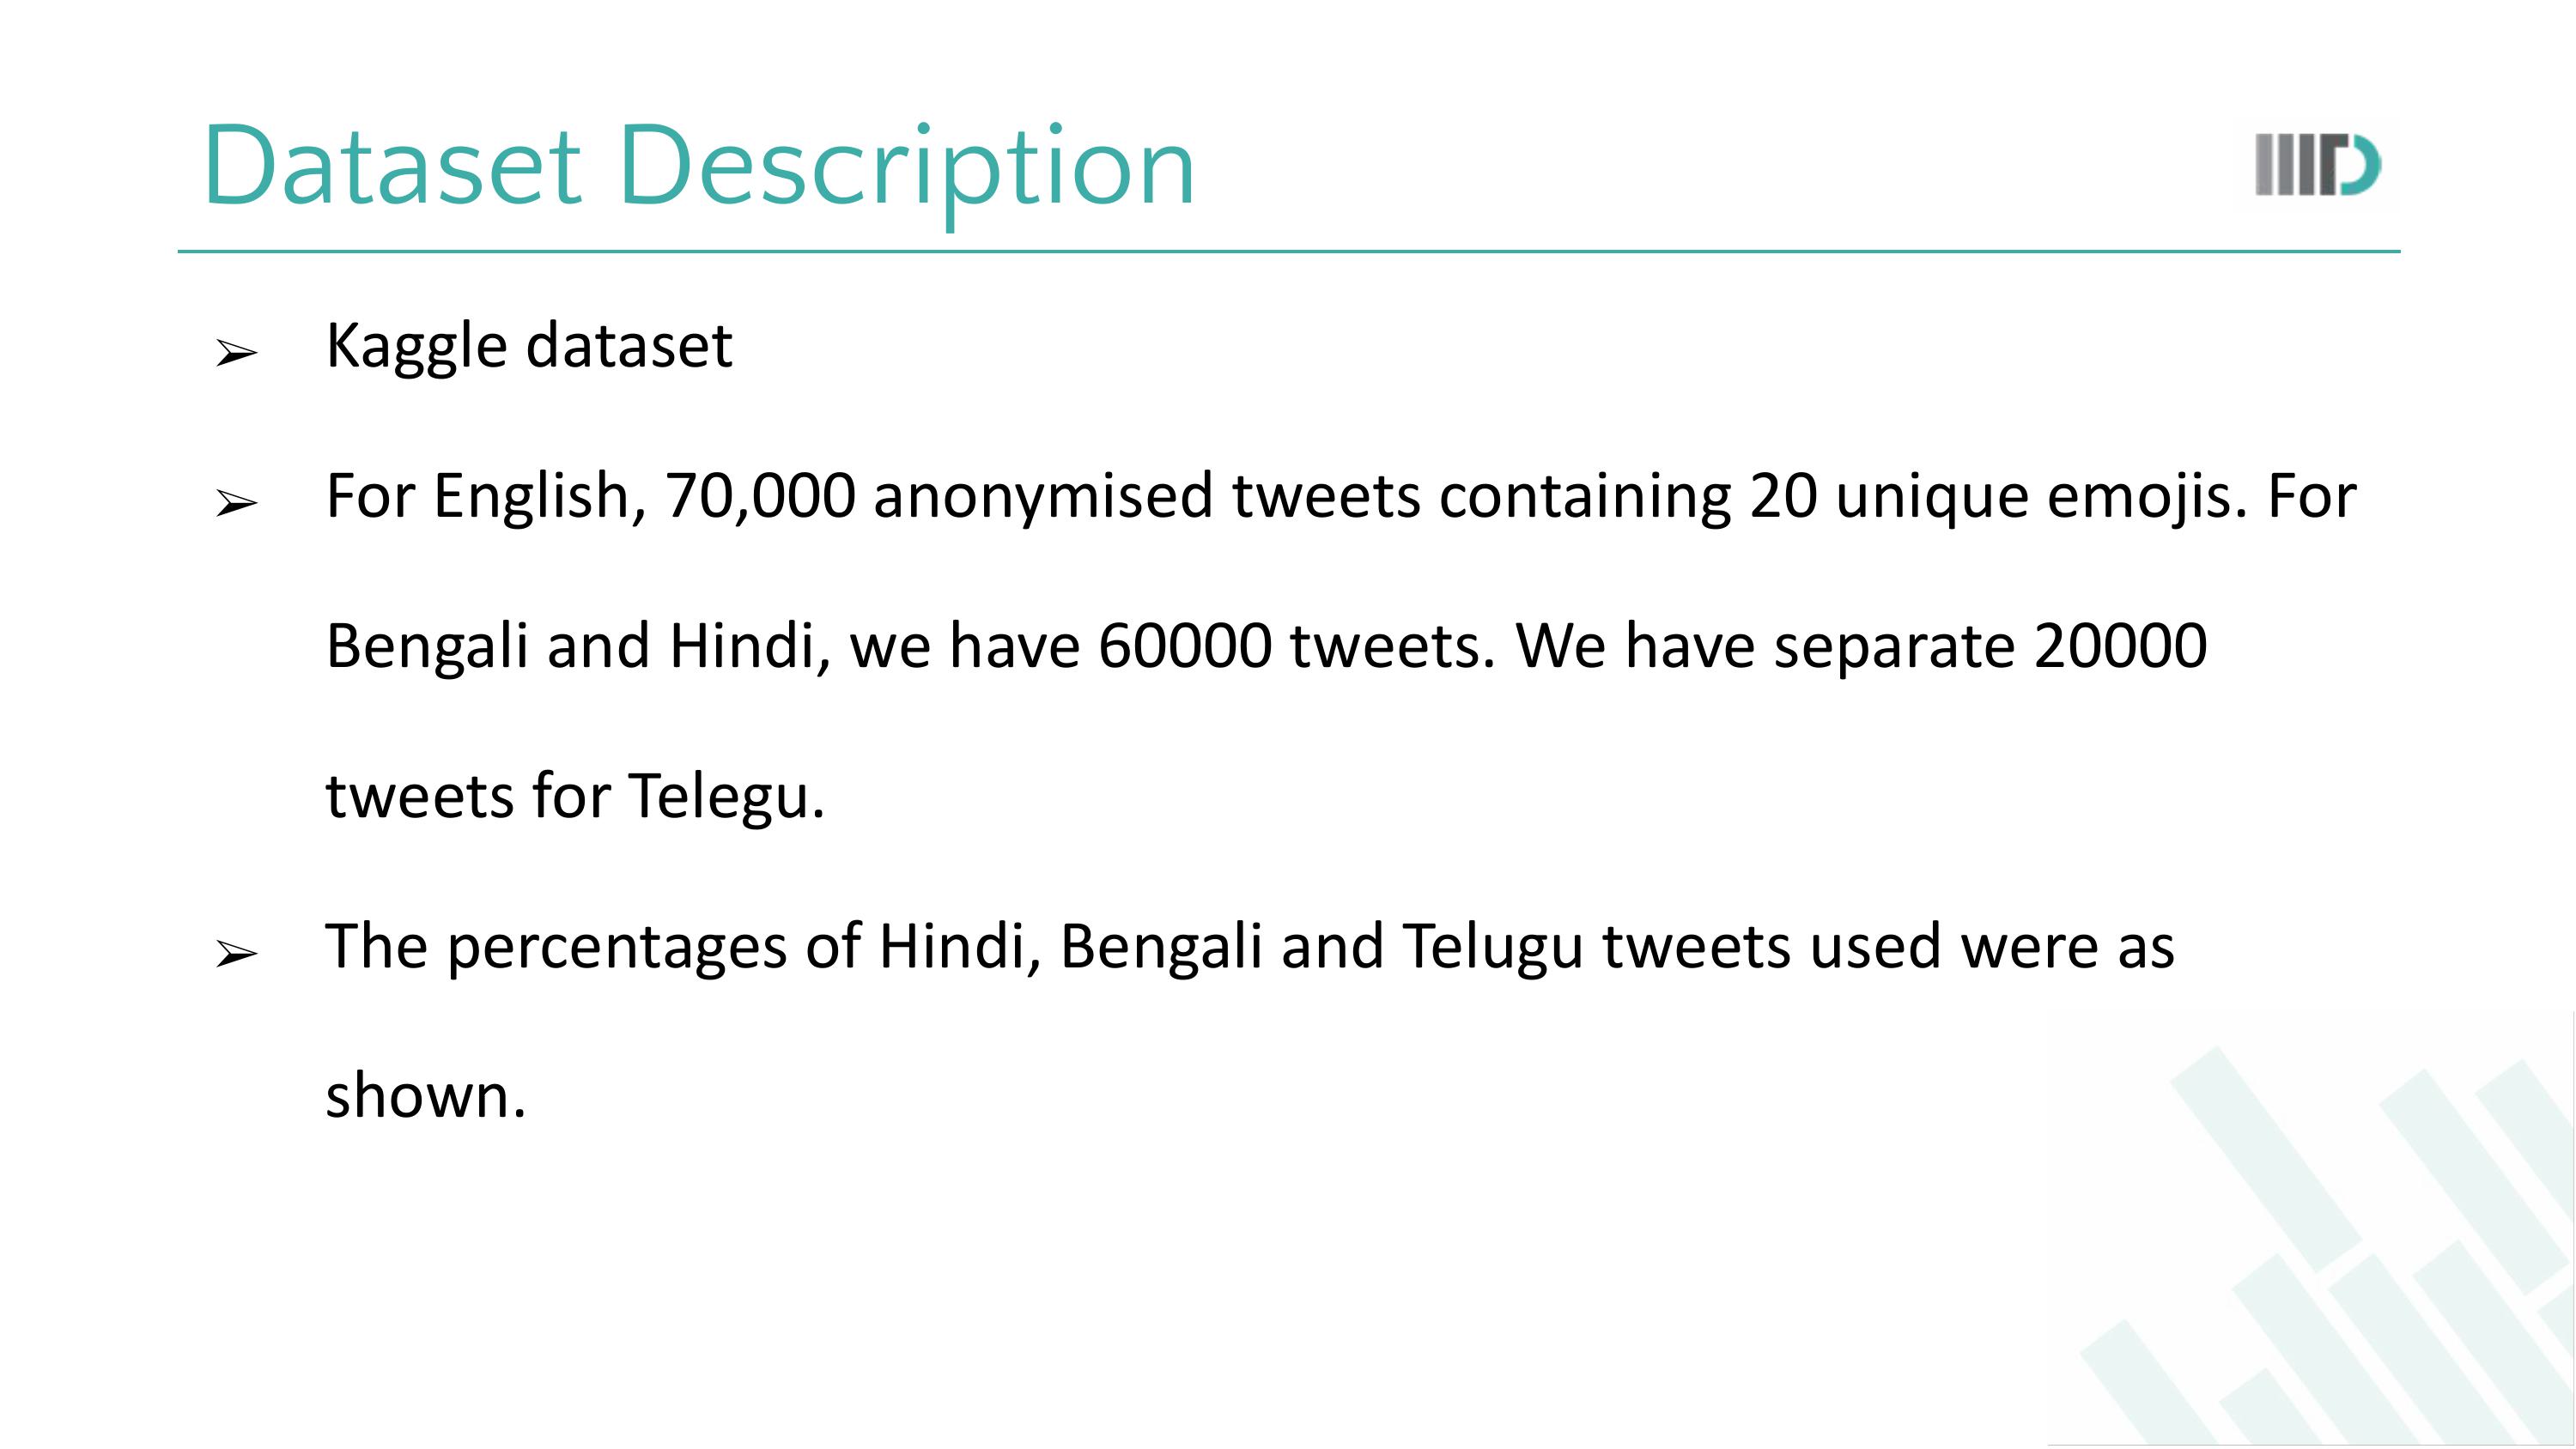 Dataset Description
IIITD
➢ Kaggle dataset
➢ For English, 70,000 anonymised tweets containing 20 unique emojis. For
Bengali and Hindi, we have 60000 tweets. We have separate 20000
tweets for Telegu.
➢ The percentages of Hindi, Bengali and Telugu tweets used were as
shown.